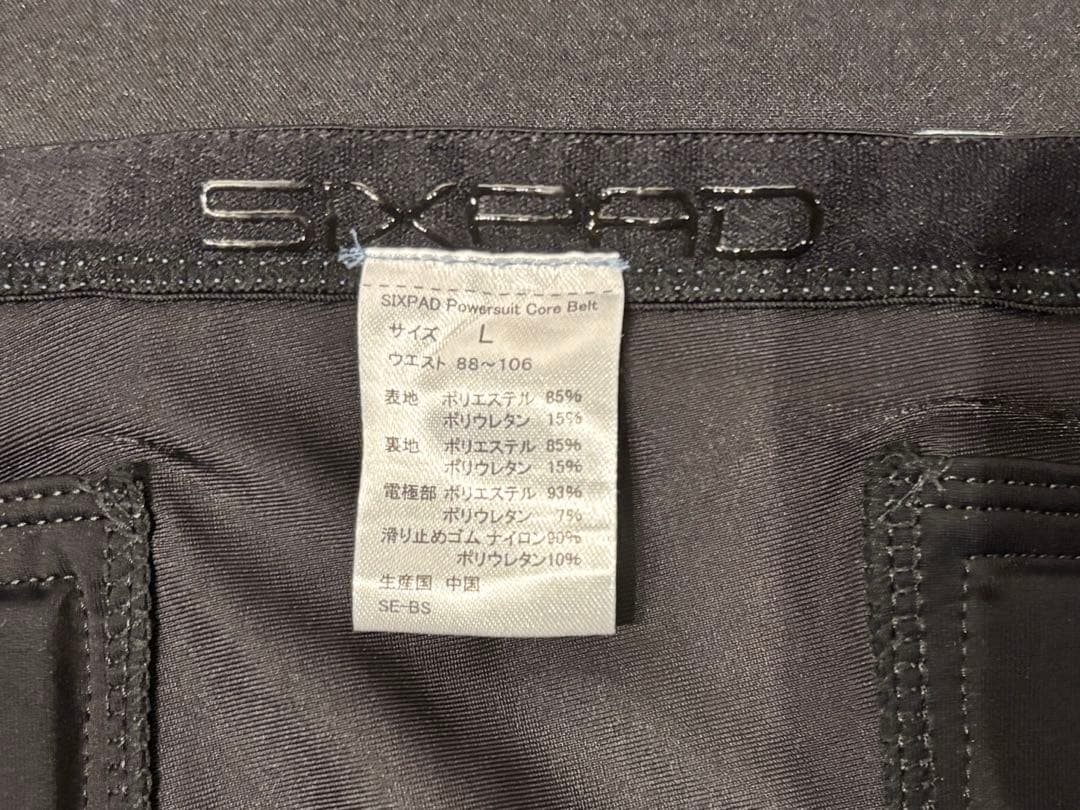 SIXPAD
SIXPAD Powersuit Core Belt
サイズ L
ウエスト 88～106
表地 ポリエステル 85%
ポリウレタン 15%
裏地 ポリエステル 85%
ポリウレタン 15%
電極部 ポリエステル 93%
ポリウレタン 7%
滑り止めゴム ナイロン90%
ポリウレタン10%
生産国 中国
SE-BS